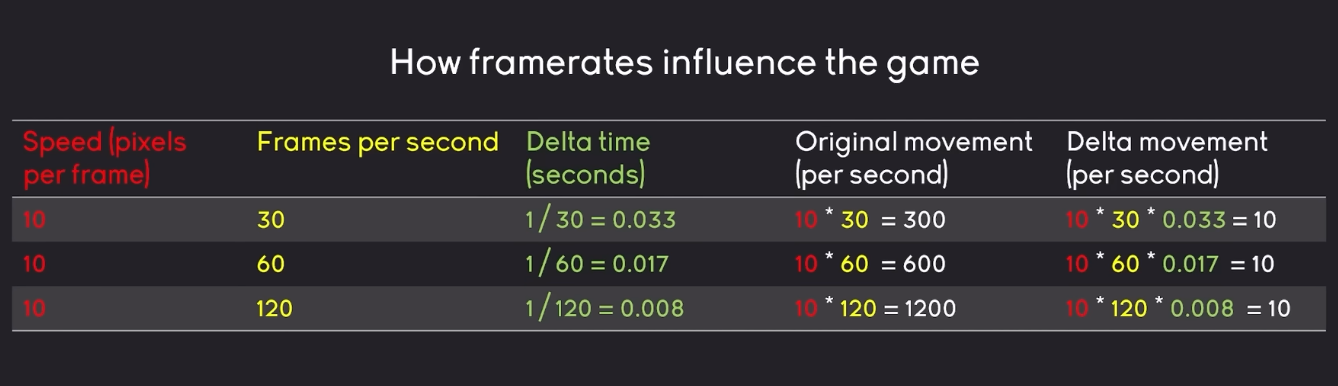 How framerates influence the game
Speed (pixels per frame) Frames per second Delta time (seconds) Original movement (per second) Delta movement (per second)
10 30 1 / 30 = 0.033 10 * 30 = 300 10 * 30 * 0.033 = 10
10 60 1 / 60 = 0.017 10 * 60 = 600 10 * 60 * 0.017 = 10
10 120 1 / 120 = 0.008 10 * 120 = 1200 10 * 120 * 0.008 = 10